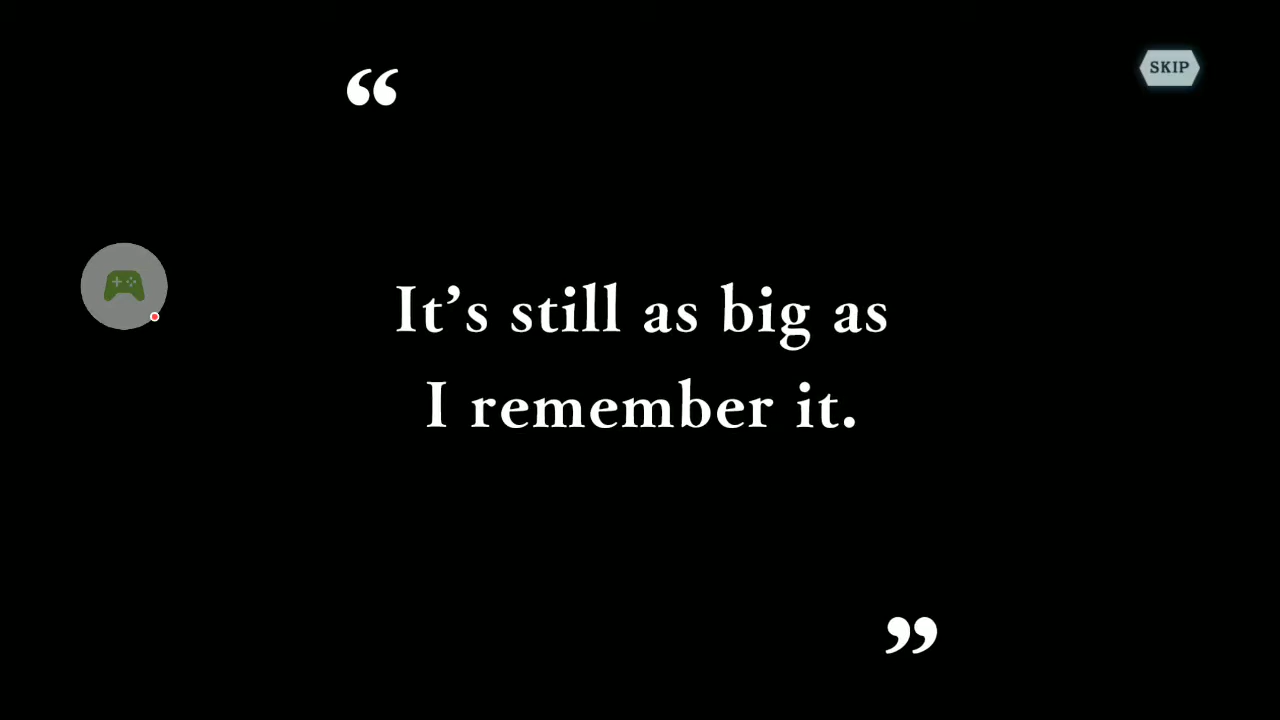 “
SKIP
It’s still as big as
I remember it.
”